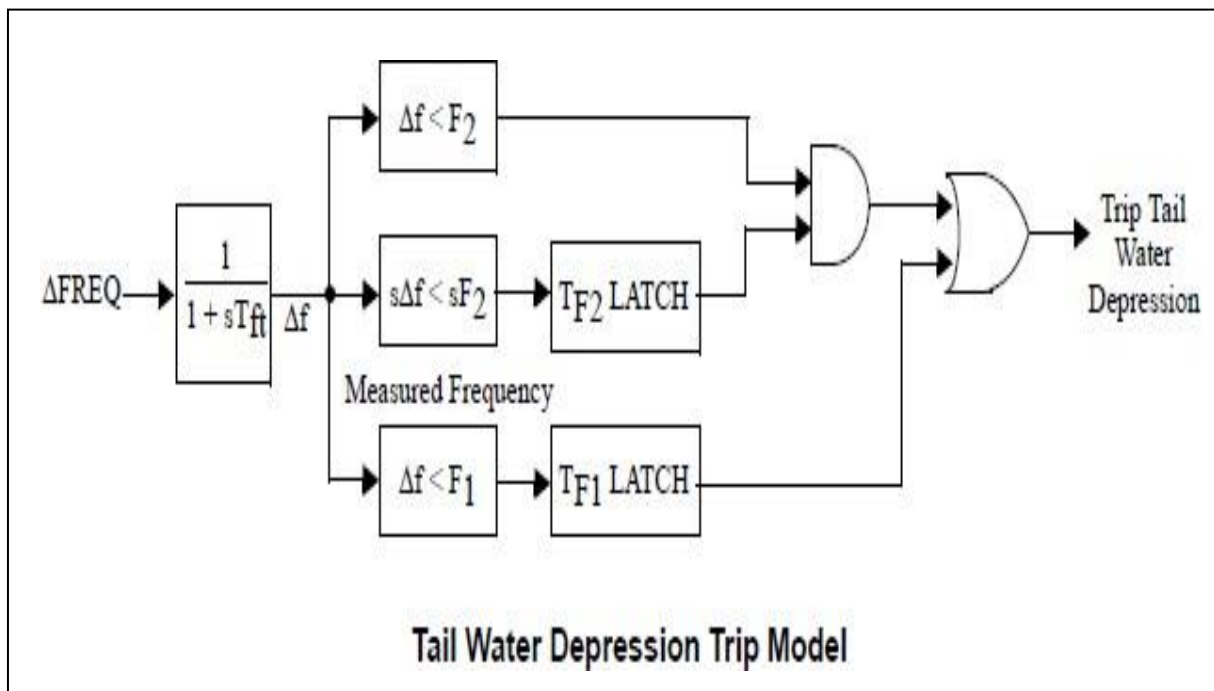 Δf < F2
ΔFREQ
1
1 + sTft
Δf
sΔf < sF2
TF2 LATCH
Measured Frequency
Δf < F1
TF1 LATCH
Trip Tail
Water
Depression
Tail Water Depression Trip Model